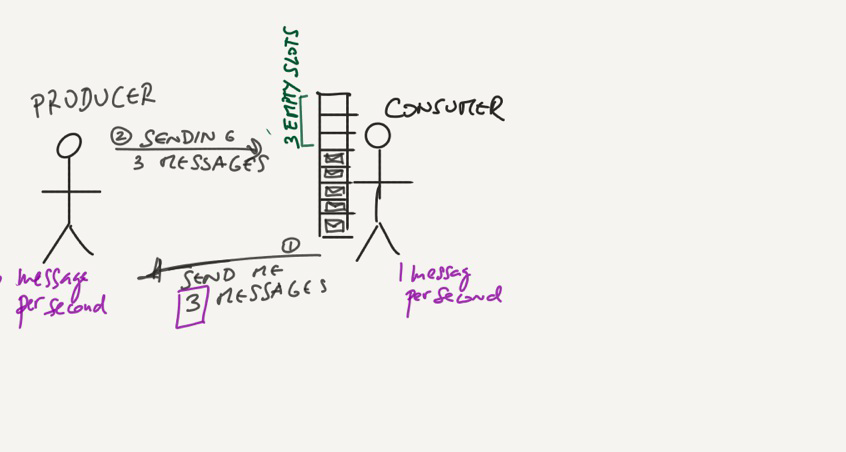 PRODUCER
② SENDING
3 MESSAGES
3 EMPTY SLOTS
CONSUMER
①
SEND ME
3 MESSAGES
message
per second
1 messag
per second